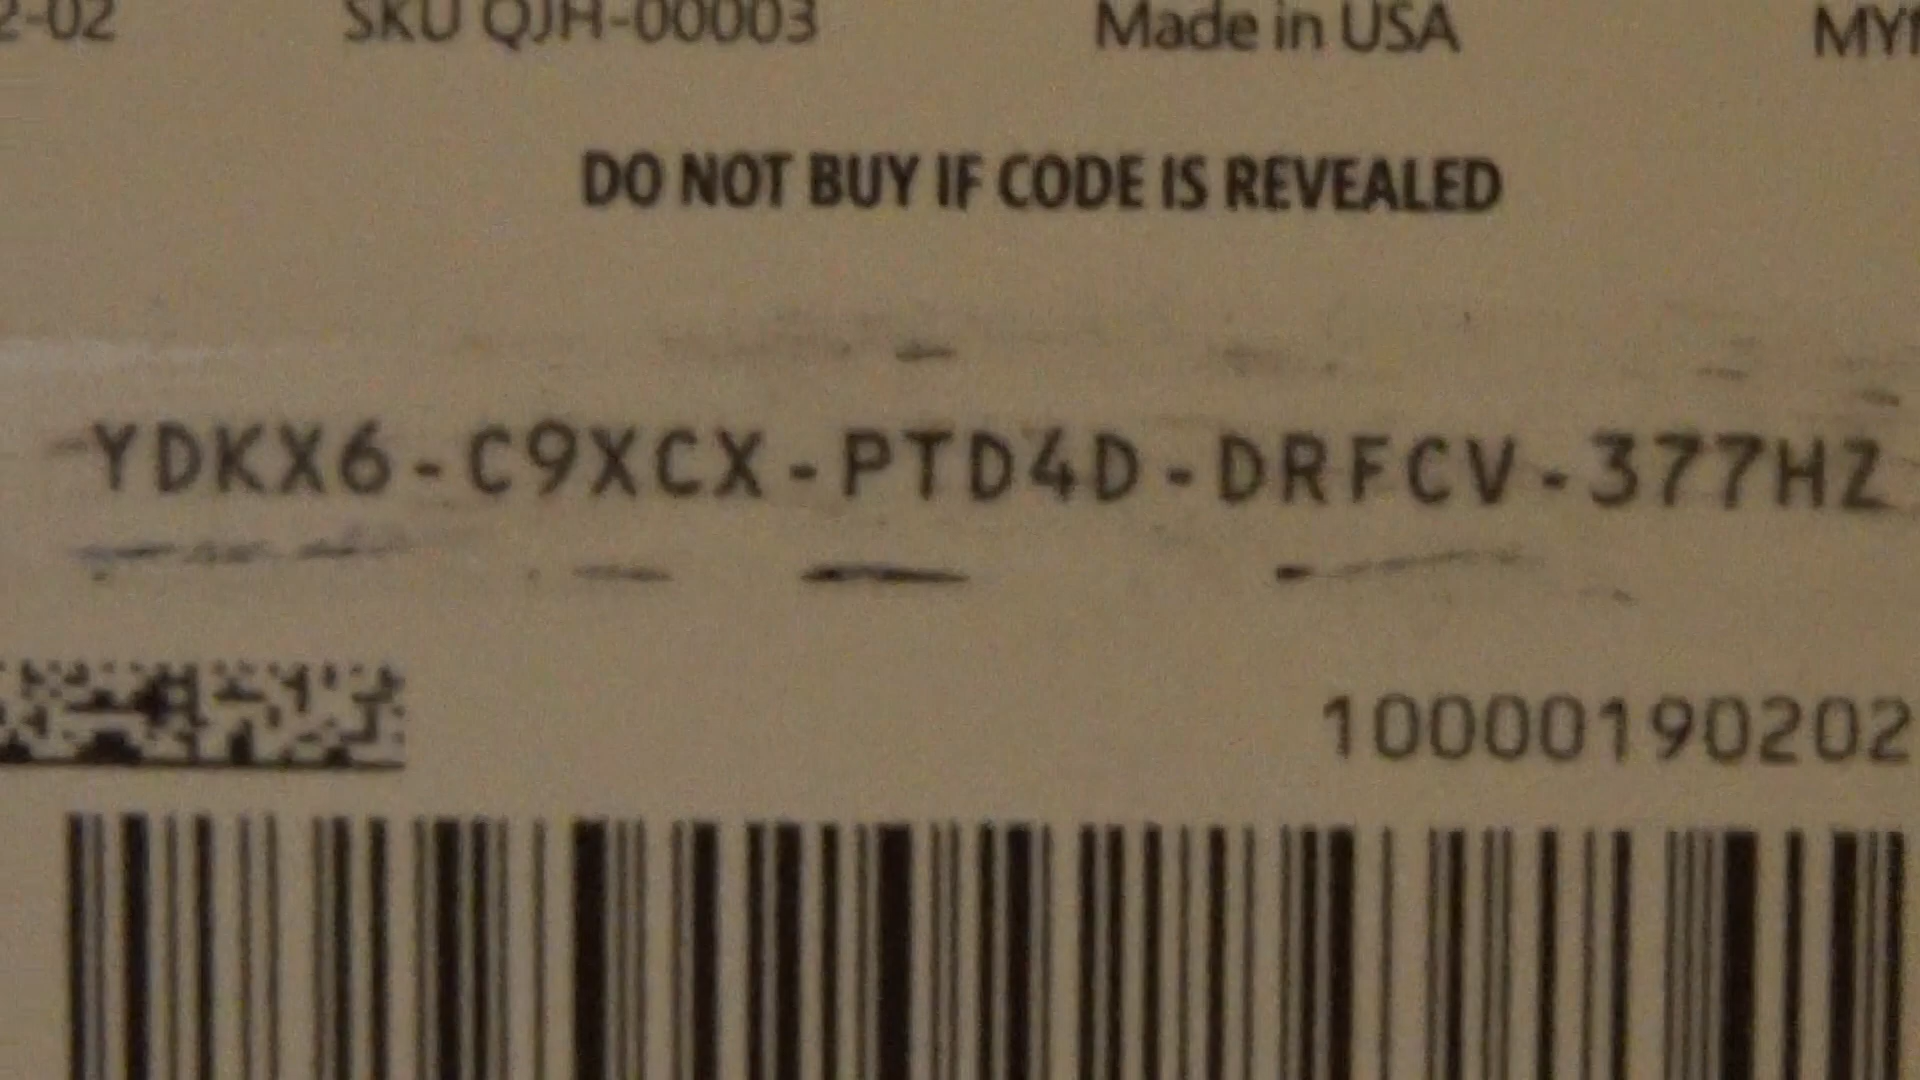 2-02 SKU QJH-00003 Made in USA MY
DO NOT BUY IF CODE IS REVEALED
YDKX6-C9XCX-PTD4D-DRFCV-377HZ
10000190202